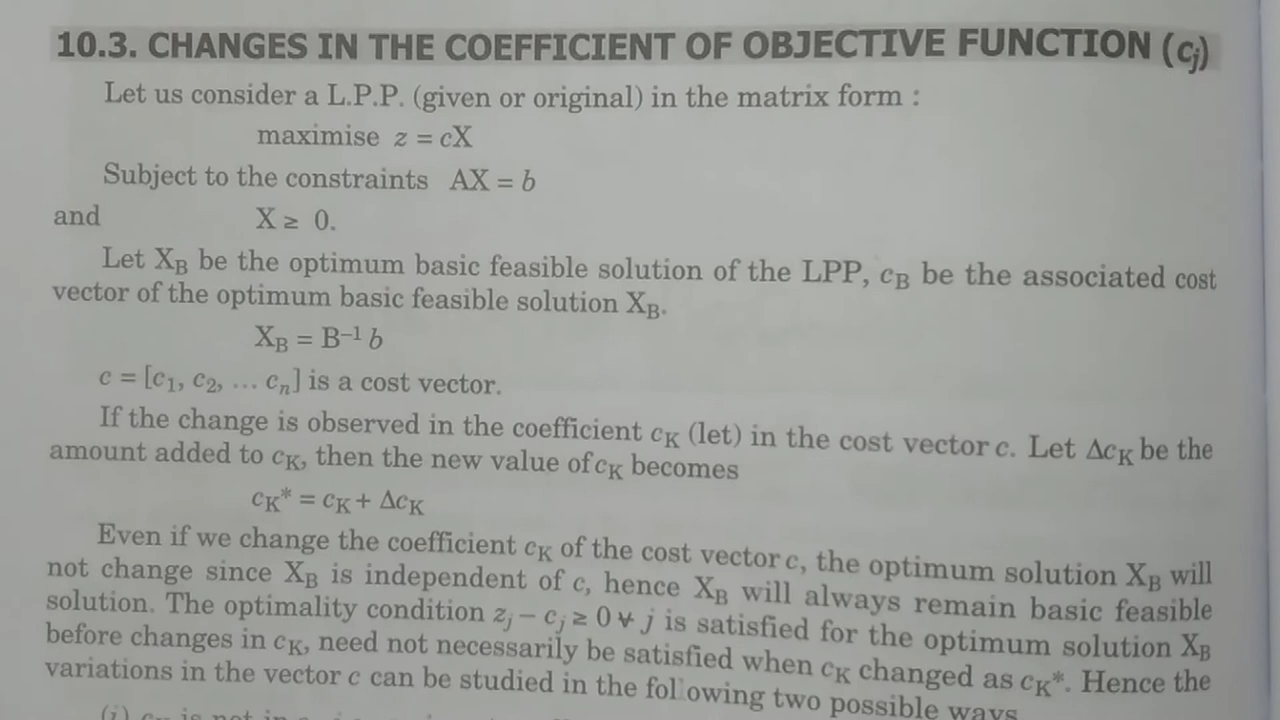 10.3. CHANGES IN THE COEFFICIENT OF OBJECTIVE FUNCTION (cj)
Let us consider a L.P.P. (given or original) in the matrix form :
maximise z = cX
Subject to the constraints AX = b
and X ≥ 0.
Let XB be the optimum basic feasible solution of the LPP, cB be the associated cost
vector of the optimum basic feasible solution XB.
XB = B⁻¹ b
c = [c1, c2, ... cn] is a cost vector.
If the change is observed in the coefficient cK (let) in the cost vector c. Let ΔcK be the
amount added to cK, then the new value of cK becomes
cK* = cK + ΔcK
Even if we change the coefficient cK of the cost vector c, the optimum solution XB will
not change since XB is independent of c, hence XB will always remain basic feasible
solution. The optimality condition zj – cj ≥ 0 ∀ j is satisfied for the optimum solution XB
before changes in cK, need not necessarily be satisfied when cK changed as cK*. Hence the
variations in the vector c can be studied in the following two possible ways
(i) cK is not in